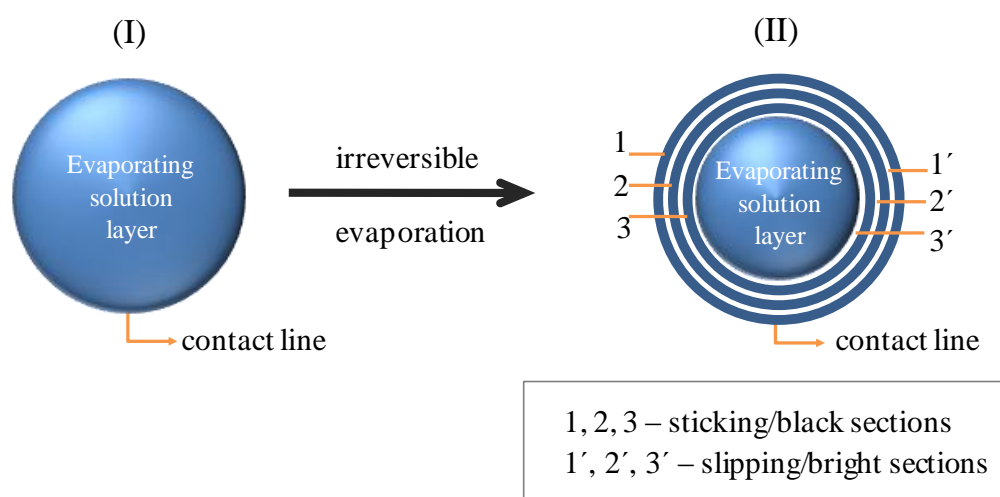 (I)
(II)
Evaporating
solution
layer
irreversible
evaporation
1
2
3
Evaporating
solution
layer
1´
2´
3´
contact line
contact line
1, 2, 3 – sticking/black sections
1´, 2´, 3´ – slipping/bright sections